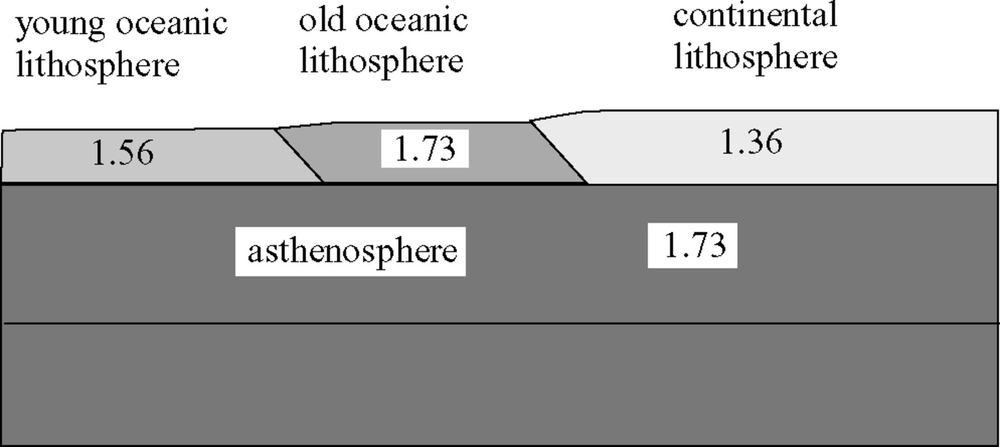 young oceanic
lithosphere
old oceanic
lithosphere
continental
lithosphere
1.56
1.73
1.36
asthenosphere
1.73